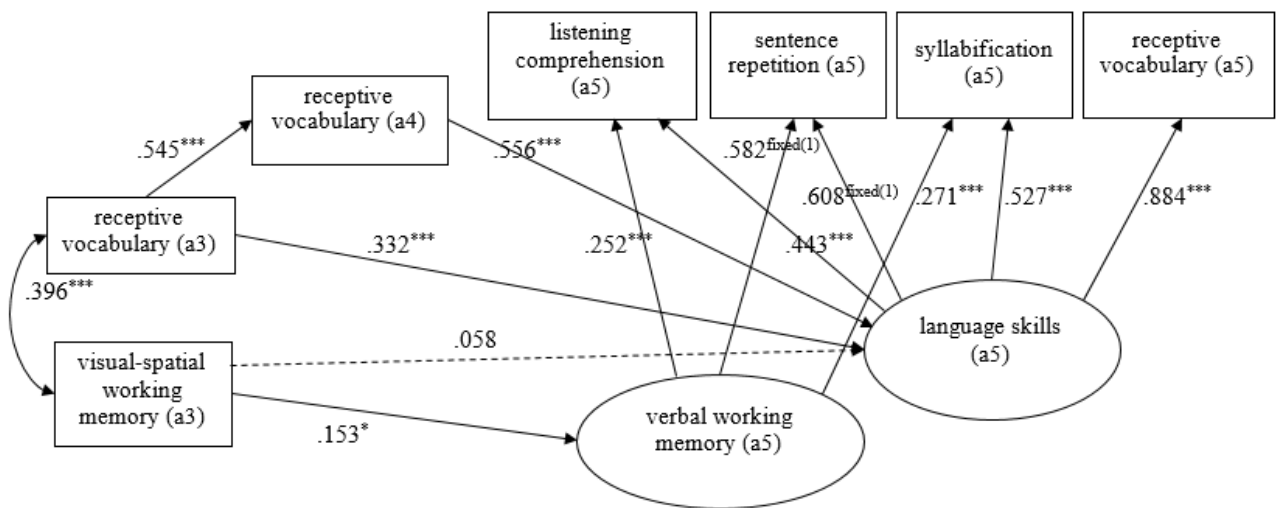 listening
comprehension
(a5)
sentence
repetition (a5)
syllabification
(a5)
receptive
vocabulary (a5)
receptive
vocabulary (a4)
.545***
.556***
.582fixed(1)
.608fixed(1)
.271***
.527***
.884***
receptive
vocabulary (a3)
.332***
.252***
.443***
.396***
language skills
(a5)
.058
visual-spatial
working
memory (a3)
.153*
verbal working
memory (a5)